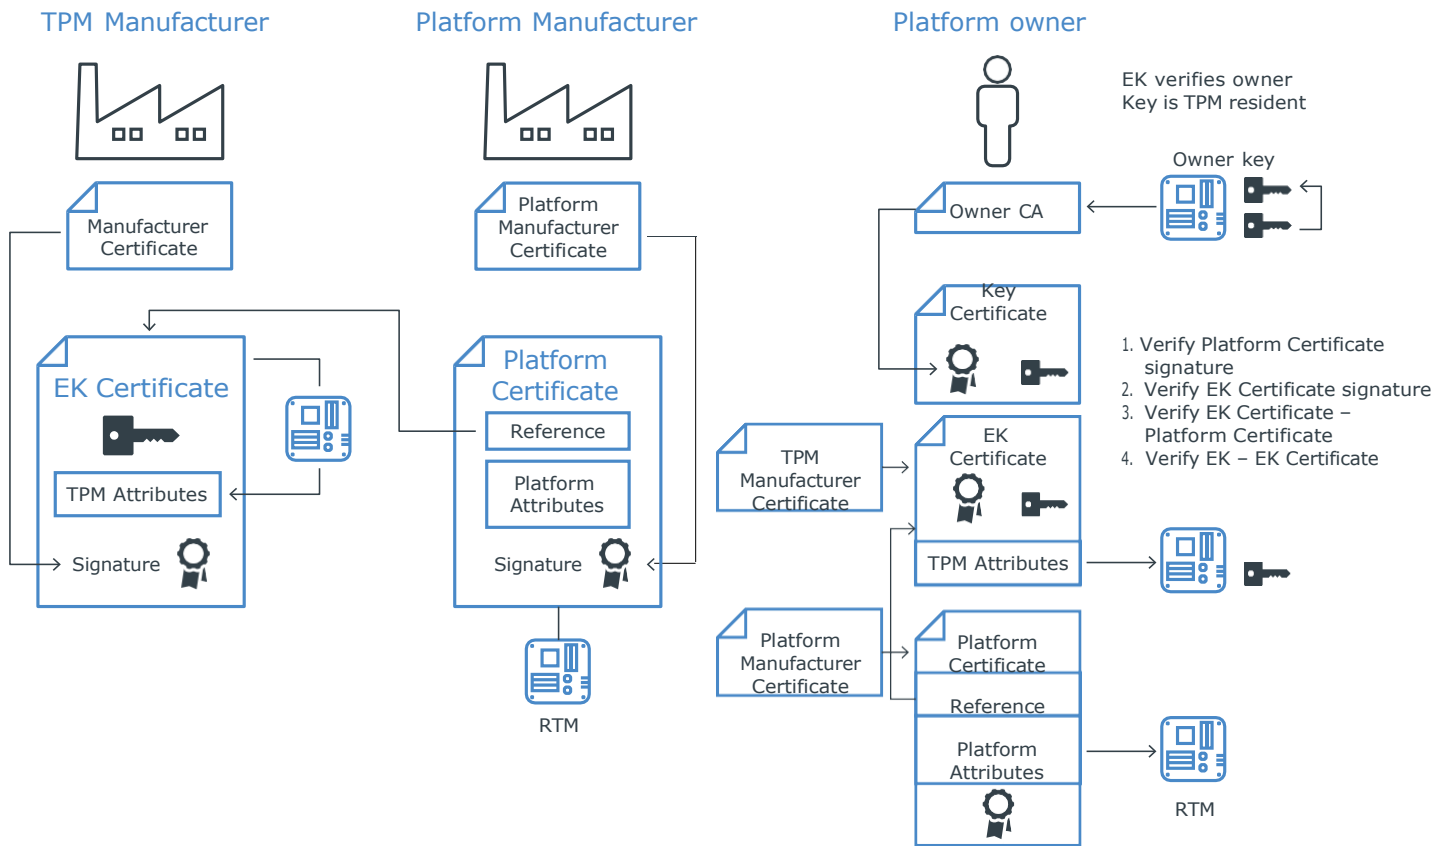 TPM Manufacturer
Platform Manufacturer
Platform owner
EK verifies owner
Key is TPM resident
Owner key
Manufacturer
Certificate
Platform
Manufacturer
Certificate
Owner CA
Key
Certificate
EK Certificate
TPM Attributes
Signature
Platform
Certificate
Reference
Platform
Attributes
Signature
RTM
1. Verify Platform Certificate
signature
2. Verify EK Certificate signature
3. Verify EK Certificate –
Platform Certificate
4. Verify EK – EK Certificate
TPM
Manufacturer
Certificate
EK
Certificate
TPM Attributes
Platform
Manufacturer
Certificate
Platform
Certificate
Reference
Platform
Attributes
RTM